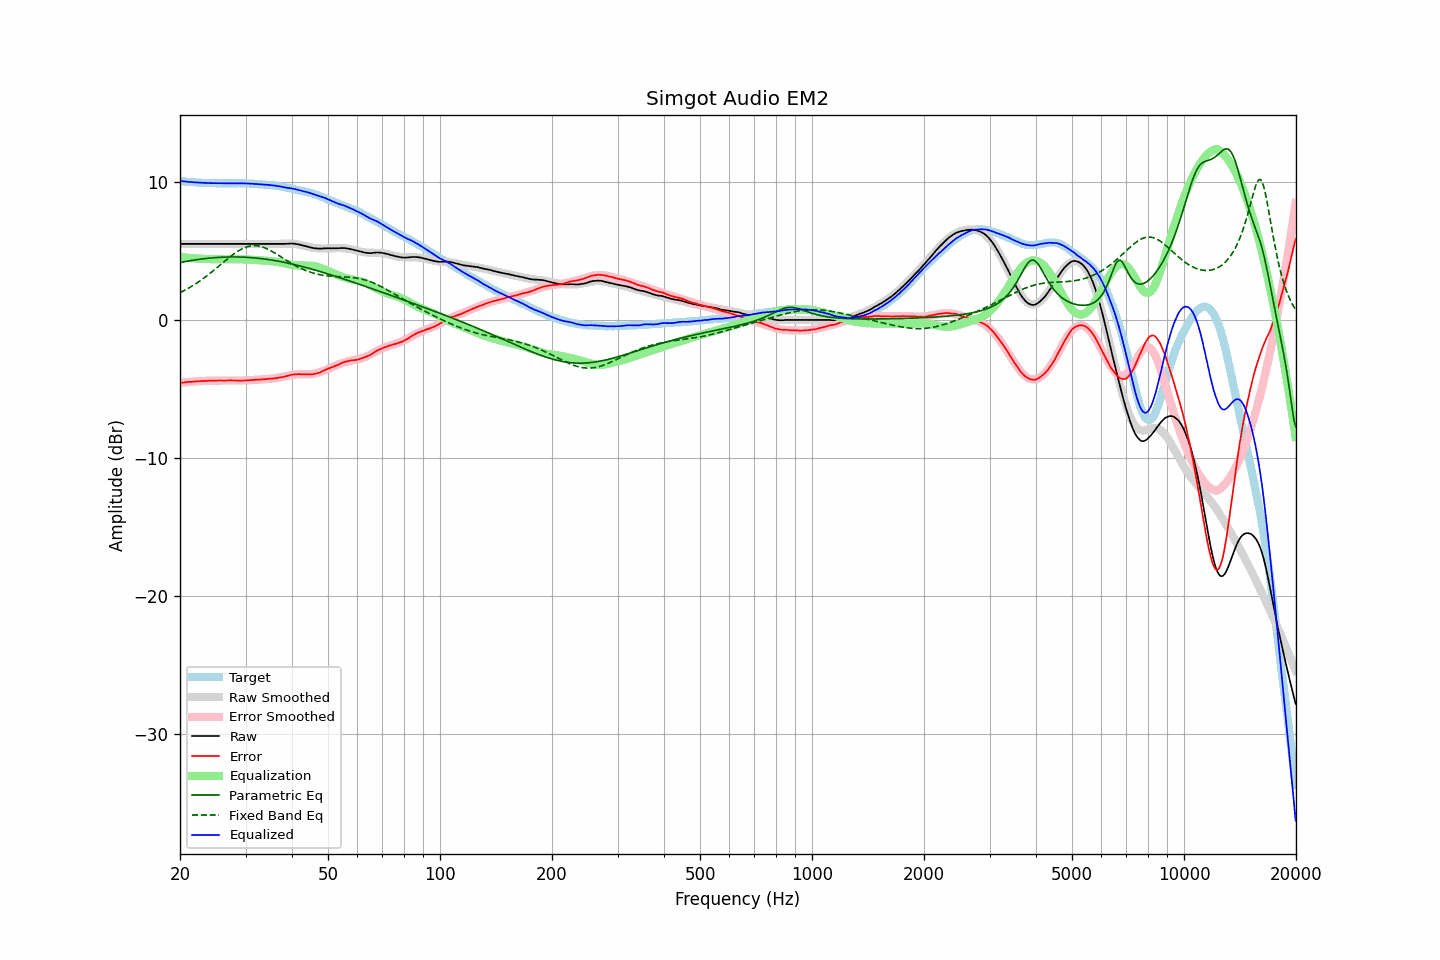 Simgot Audio EM2
Amplitude (dBr)
10
0
−10
−20
−30
Target
Raw Smoothed
Error Smoothed
Raw
Error
Equalization
Parametric Eq
Fixed Band Eq
Equalized
20 50 100 200 500 1000 2000 5000 10000 20000
Frequency (Hz)